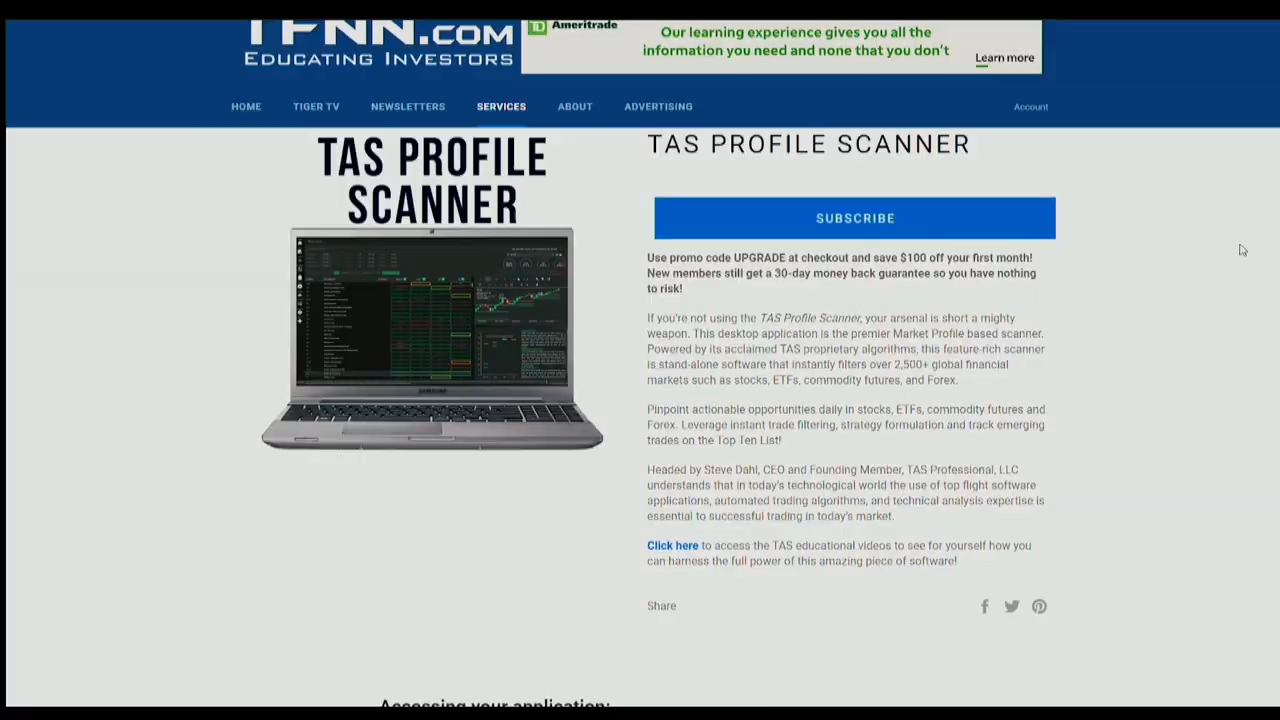 TFNN.COM
EDUCATING INVESTORS
TD Ameritrade
Our learning experience gives you all the
information you need and none that you don't
Learn more
HOME TIGER TV NEWSLETTERS SERVICES ABOUT ADVERTISING Account
TAS PROFILE
SCANNER
SAMSUNG
TAS PROFILE SCANNER
SUBSCRIBE
Use promo code UPGRADE at checkout and save $100 off your first month!
New members still get a 30-day money back guarantee so you have nothing
to risk!
If you're not using the TAS Profile Scanner, your arsenal is short a mighty
weapon. This desktop application is the premier Market Profile based scanner.
Powered by its acclaimed TAS proprietary algorithms, this feature-rich scanner
is stand-alone software that instantly filters over 2,500+ global financial
markets such as stocks, ETFs, commodity futures, and Forex.
Pinpoint actionable opportunities daily in stocks, ETFs, commodity futures and
Forex. Leverage instant trade filtering, strategy formulation and track emerging
trades on the Top Ten List!
Headed by Steve Dahl, CEO and Founding Member, TAS Professional, LLC
understands that in today's technological world the use of top flight software
applications, automated trading algorithms, and technical analysis expertise is
essential to successful trading in today's market.
Click here to access the TAS educational videos to see for yourself how you
can harness the full power of this amazing piece of software!
Share
Accessing your application: